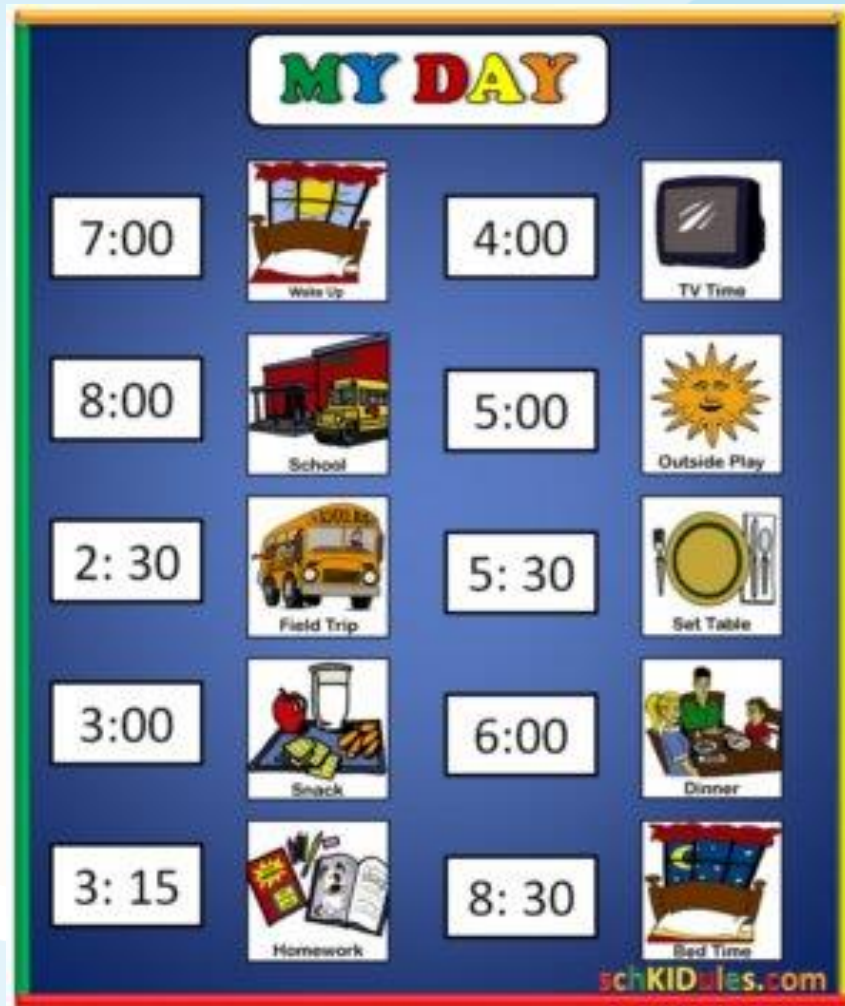 MY DAY
7:00
Wake Up
8:00
School
2: 30
Field Trip
3:00
Snack
3: 15
Homework
4:00
TV Time
5:00
Outside Play
5: 30
Set Table
6:00
Dinner
8: 30
Bed Time
schKIDules.com